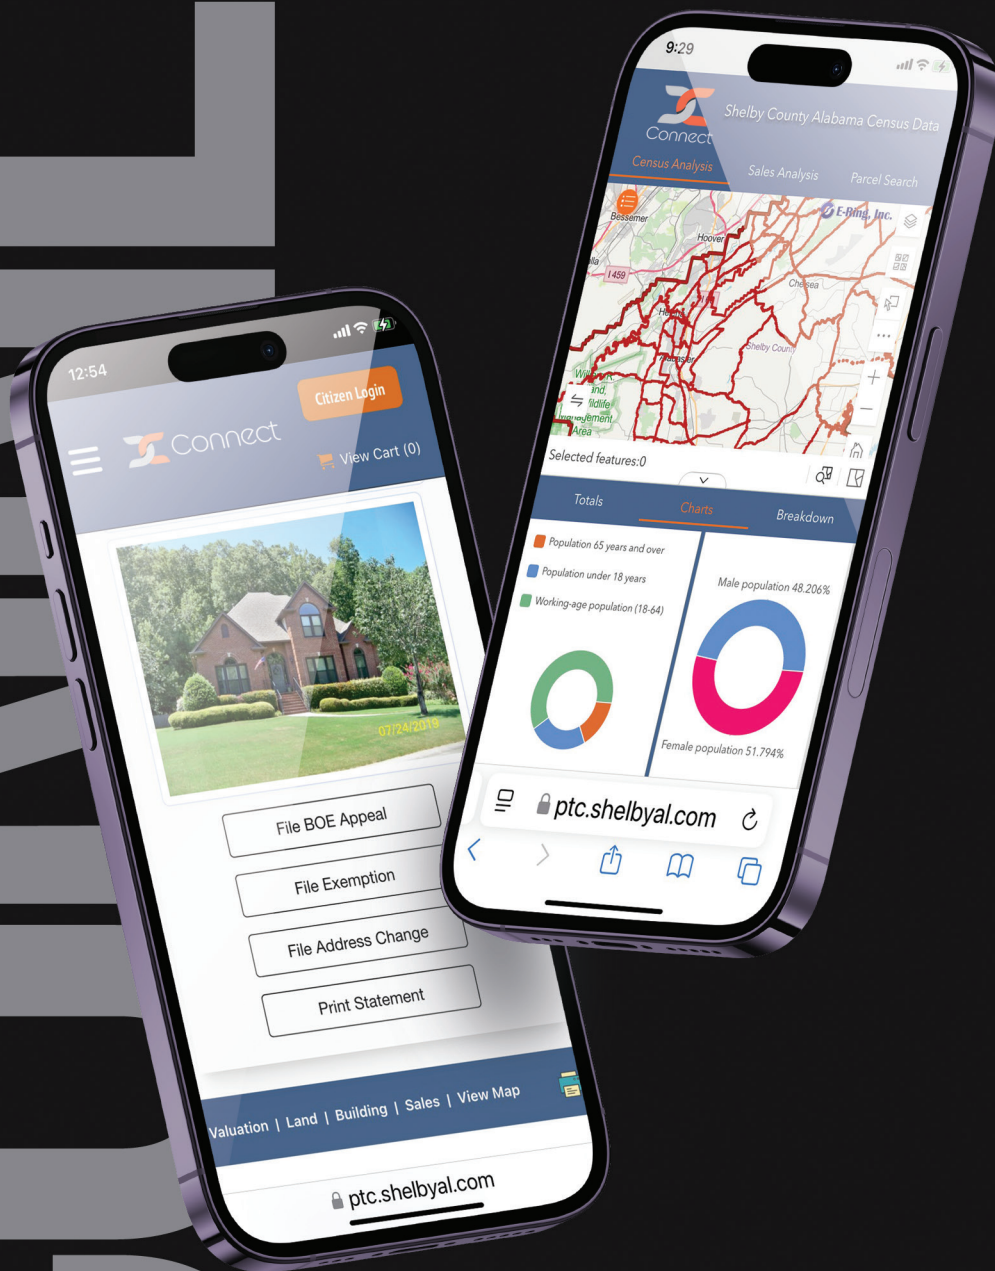 9:29
Connect
Shelby County Alabama Census Data
Census Analysis
Sales Analysis
Parcel Search
E-Ring, Inc.
Bessemer
Hoover
I 459
Chelsea
Shelby County
Alabaster
Area
Selected features:0
Totals
Charts
Breakdown
Population 65 years and over
Population under 18 years
Working-age population (18-64)
Male population 48.206%
Female population 51.794%
ptc.shelbyal.com
12:54
Citizen Login
Connect
View Cart (0)
07/24/2019
File BOE Appeal
File Exemption
File Address Change
Print Statement
Valuation | Land | Building | Sales | View Map
ptc.shelbyal.com